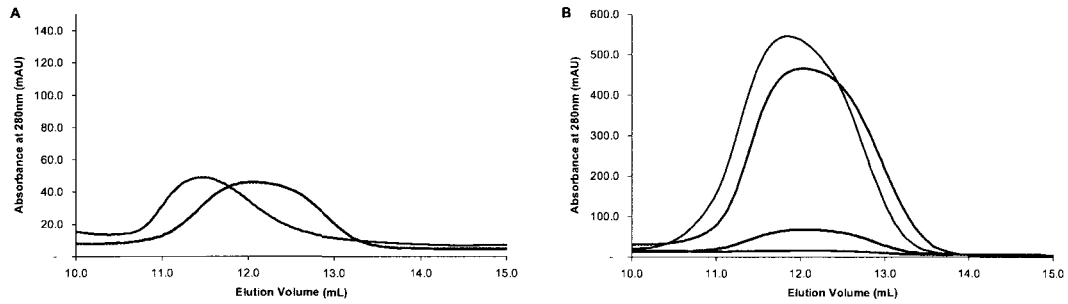 A
Absorbance at 280nm (mAU)
140.0
120.0
100.0
80.0
60.0
40.0
20.0
-
10.0 11.0 12.0 13.0 14.0 15.0
Elution Volume (mL)
B
Absorbance at 280nm (mAU)
600.0
500.0
400.0
300.0
200.0
100.0
-
10.0 11.0 12.0 13.0 14.0 15.0
Elution Volume (mL)